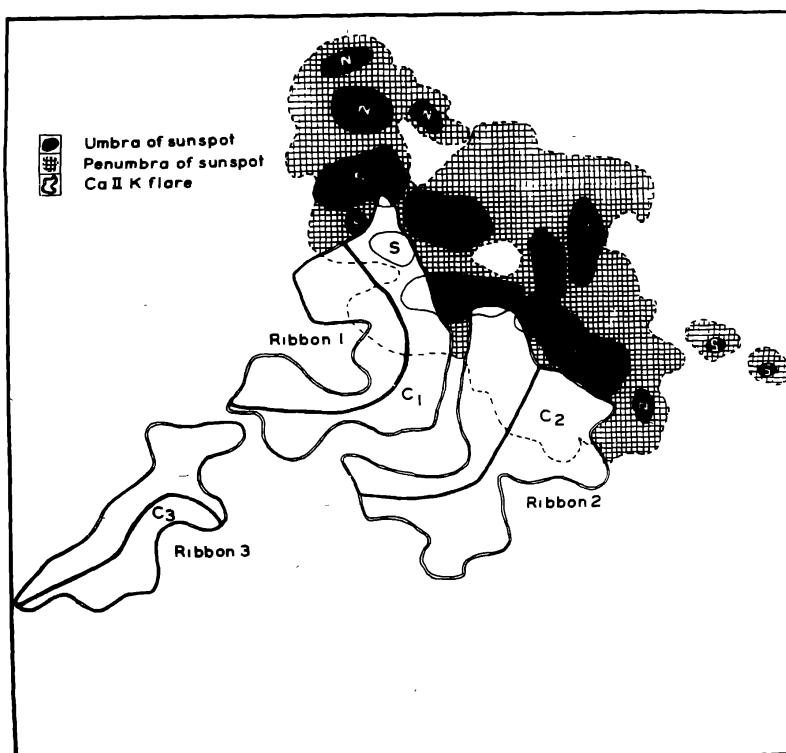 N
N
N
Umbra of sunspot
Penumbra of sunspot
Ca II K flare
S
Ribbon 1
S
S
C1
C2
Ribbon 2
C3
Ribbon 3